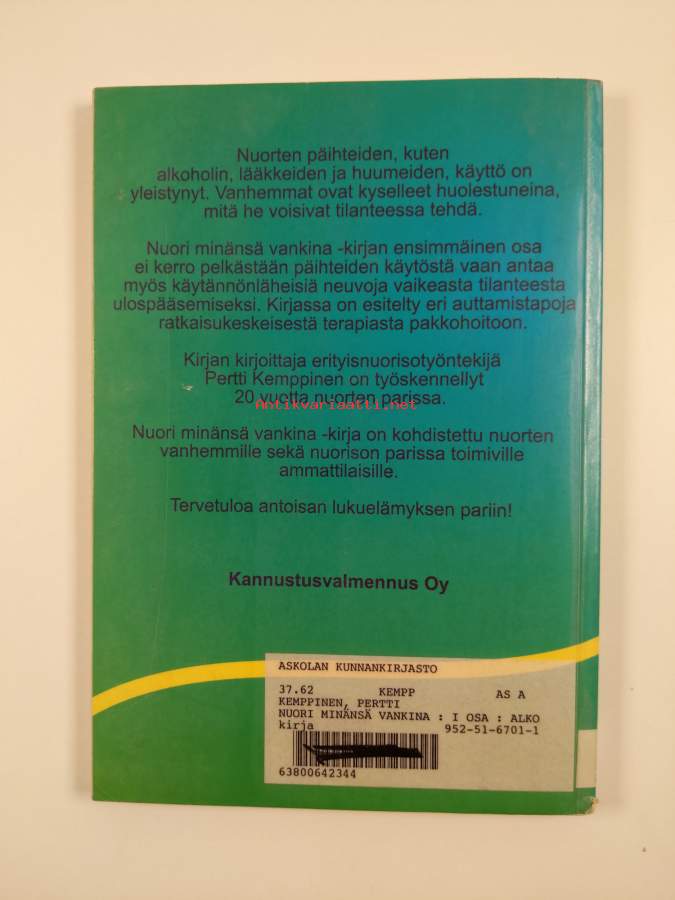 Nuorten päihteiden, kuten
alkoholin, lääkkeiden ja huumeiden, käyttö on
yleistynyt. Vanhemmat ovat kyselleet huolestuneina,
mitä he voisivat tilanteessa tehdä.
Nuori minänsä vankina -kirjan ensimmäinen osa
ei kerro pelkästään päihteiden käytöstä vaan antaa
myös käytännönläheisiä neuvoja vaikeasta tilanteesta
ulospääsemiseksi. Kirjassa on esitelty eri auttamistapoja
ratkaisukeskeisestä terapiasta pakkohoitoon.
Kirjan kirjoittaja erityisnuorisotyöntekijä
Pertti Kemppinen on työskennellyt
20 vuotta nuorten parissa.
Antikvariaatti.net
Nuori minänsä vankina -kirja on kohdistettu nuorten
vanhemmille sekä nuorison parissa toimiville
ammattilaisille.
Tervetuloa antoisan lukuelämyksen pariin!
Kannustusvalmennus Oy
ASKOLAN KUNNANKIRJASTO
37.62 KEMPP AS A
KEMPPINEN, PERTTI
NUORI MINÄNSÄ VANKINA : I OSA : ALKO
kirja 952-51-6701-1
63800642344